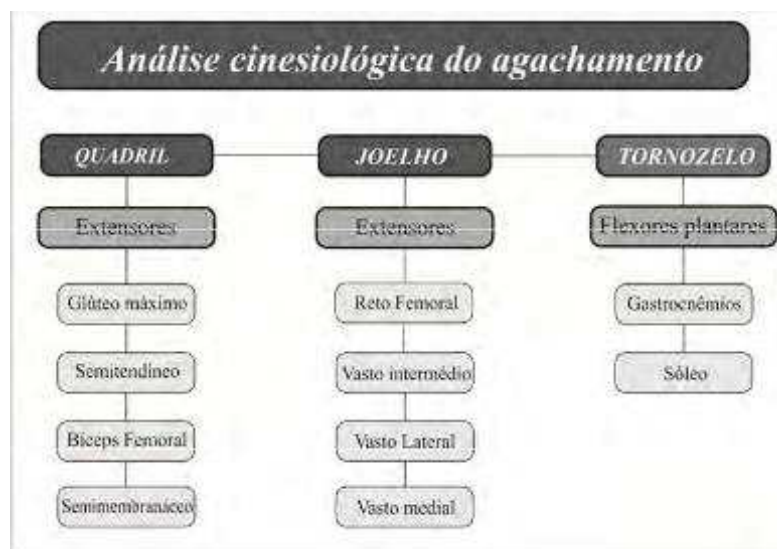 Análise cinesiológica do agachamento
QUADRIL
JOELHO
TORNOZELO
Extensores
Extensores
Flexores plantares
Glúteo máximo
Reto Femoral
Gastrocnêmios
Semitendíneo
Vasto intermédio
Sóleo
Bíceps Femoral
Vasto Lateral
Semimembranáceo
Vasto medial